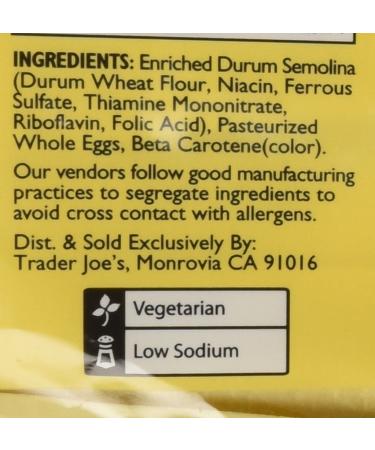 INGREDIENTS: Enriched Durum Semolina
(Durum Wheat Flour, Niacin, Ferrous
Sulfate, Thiamine Mononitrate,
Riboflavin, Folic Acid), Pasteurized
Whole Eggs, Beta Carotene(color).
Our vendors follow good manufacturing
practices to segregate ingredients to
avoid cross contact with allergens.
Dist. & Sold Exclusively By:
Trader Joe's, Monrovia CA 91016
Vegetarian
Low Sodium